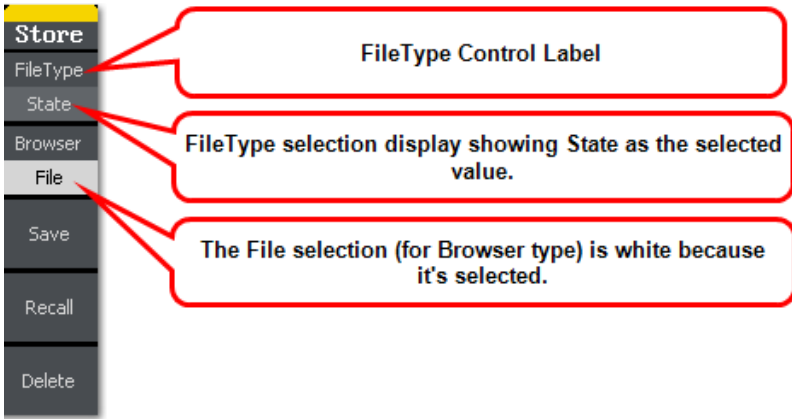 Store
FileType
State
Browser
File
Save
Recall
Delete
FileType Control Label
FileType selection display showing State as the selected
value.
The File selection (for Browser type) is white because
it's selected.